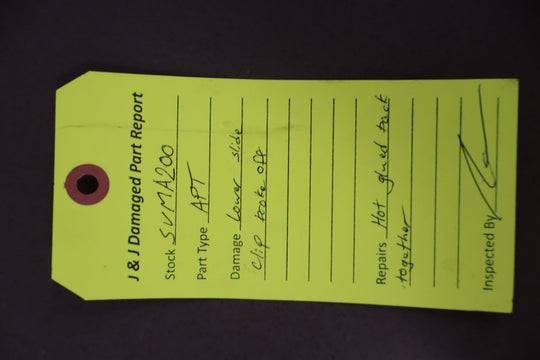 J & J Damaged Part Report
Stock SVMA200
Part Type APT
Damage Lower slide
clip broke off
Repairs Hot glued back
together
Inspected By